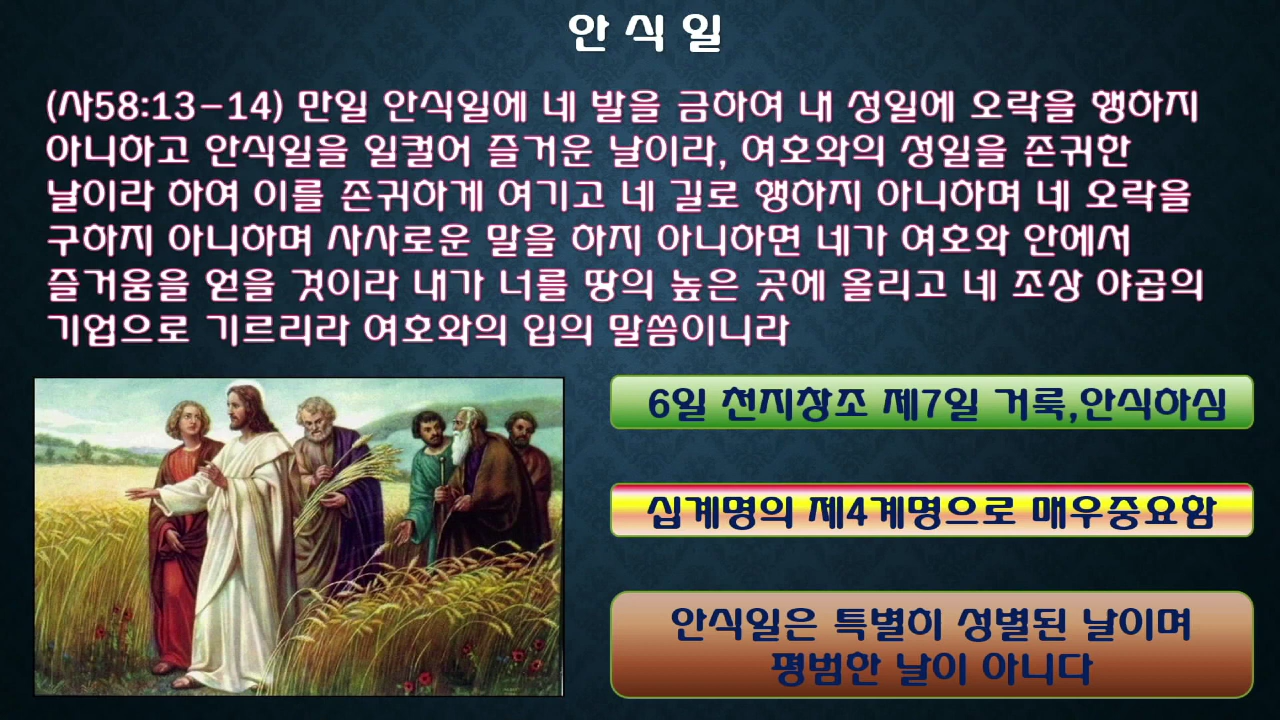 안 식 일
(사58:13-14) 만일 안식일에 네 발을 금하여 내 성일에 오락을 행하지
아니하고 안식일을 일컬어 즐거운 날이라, 여호와의 성일을 존귀한
날이라 하여 이를 존귀하게 여기고 네 길로 행하지 아니하며 네 오락을
구하지 아니하며 사사로운 말을 하지 아니하면 네가 여호와 안에서
즐거움을 얻을 것이라 내가 너를 땅의 높은 곳에 올리고 네 조상 야곱의
기업으로 기르리라 여호와의 입의 말씀이니라
6일 천지창조 제7일 거룩,안식하심
십계명의 제4계명으로 매우중요함
안식일은 특별히 성별된 날이며
평범한 날이 아니다